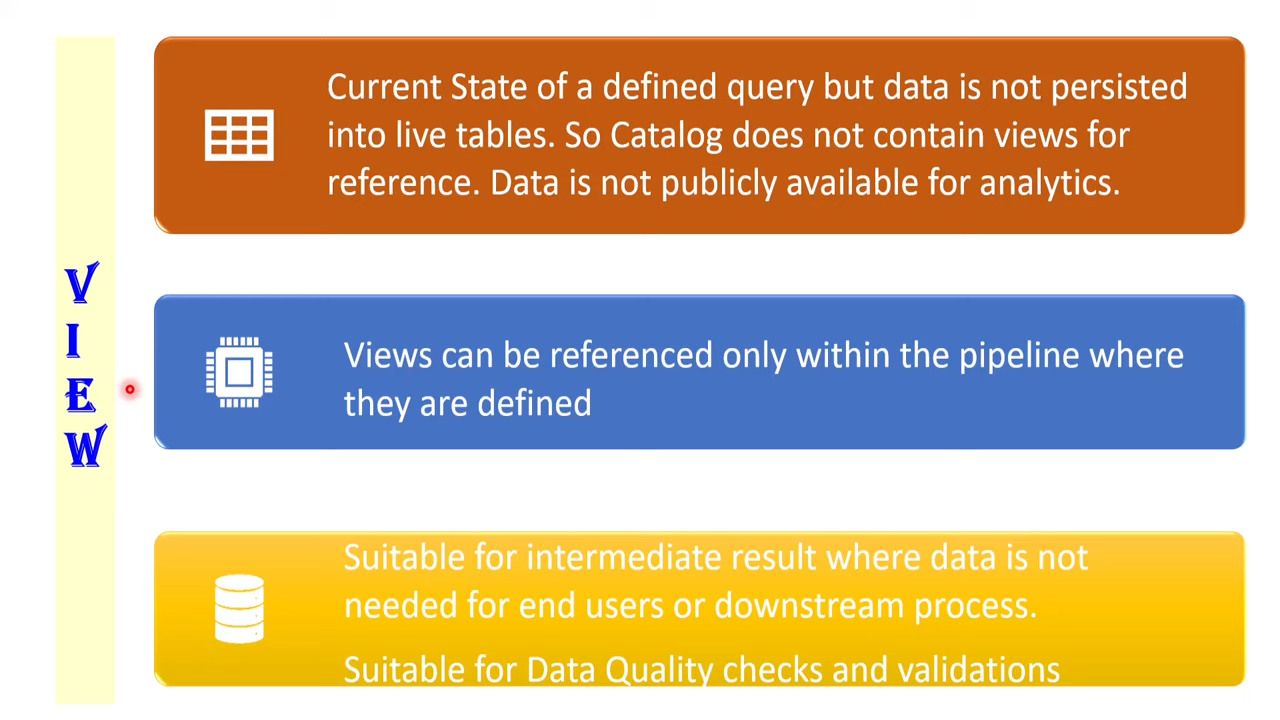 VIEW
Current State of a defined query but data is not persisted
into live tables. So Catalog does not contain views for
reference. Data is not publicly available for analytics.
Views can be referenced only within the pipeline where
they are defined
Suitable for intermediate result where data is not
needed for end users or downstream process.
Suitable for Data Quality checks and validations